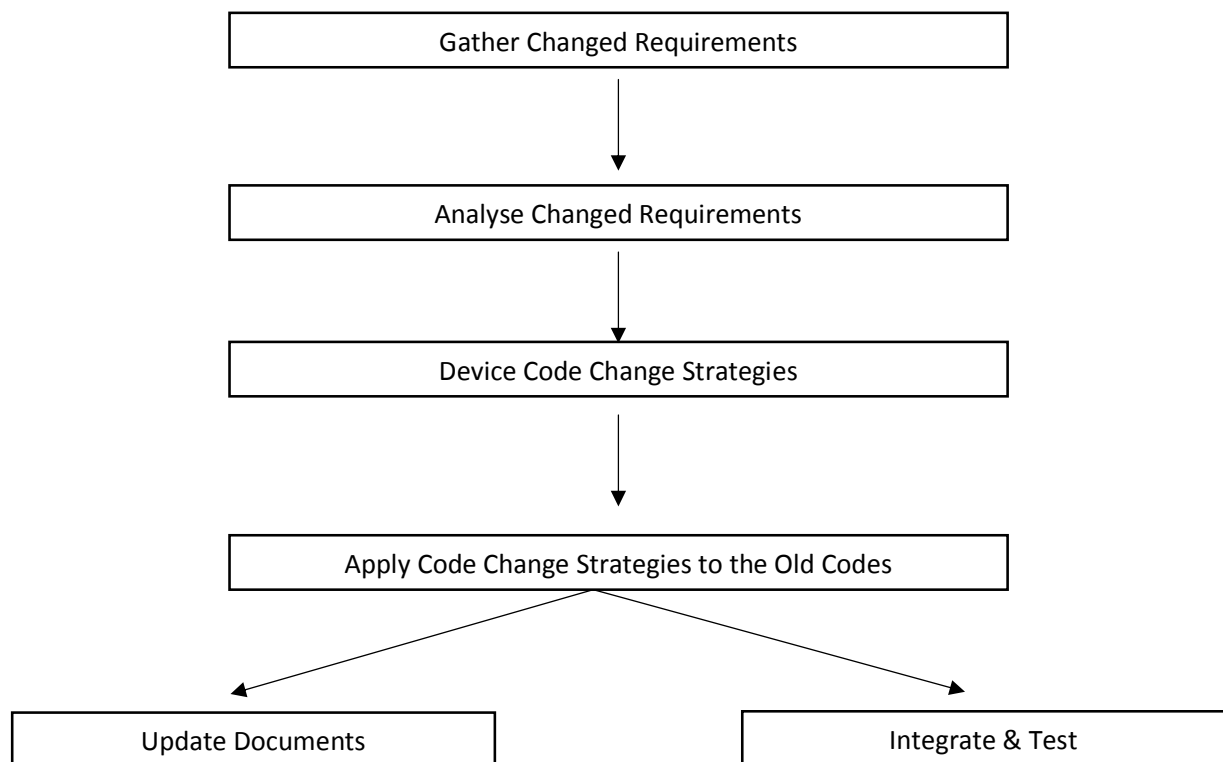 Gather Changed Requirements
Analyse Changed Requirements
Device Code Change Strategies
Apply Code Change Strategies to the Old Codes
Update Documents
Integrate & Test